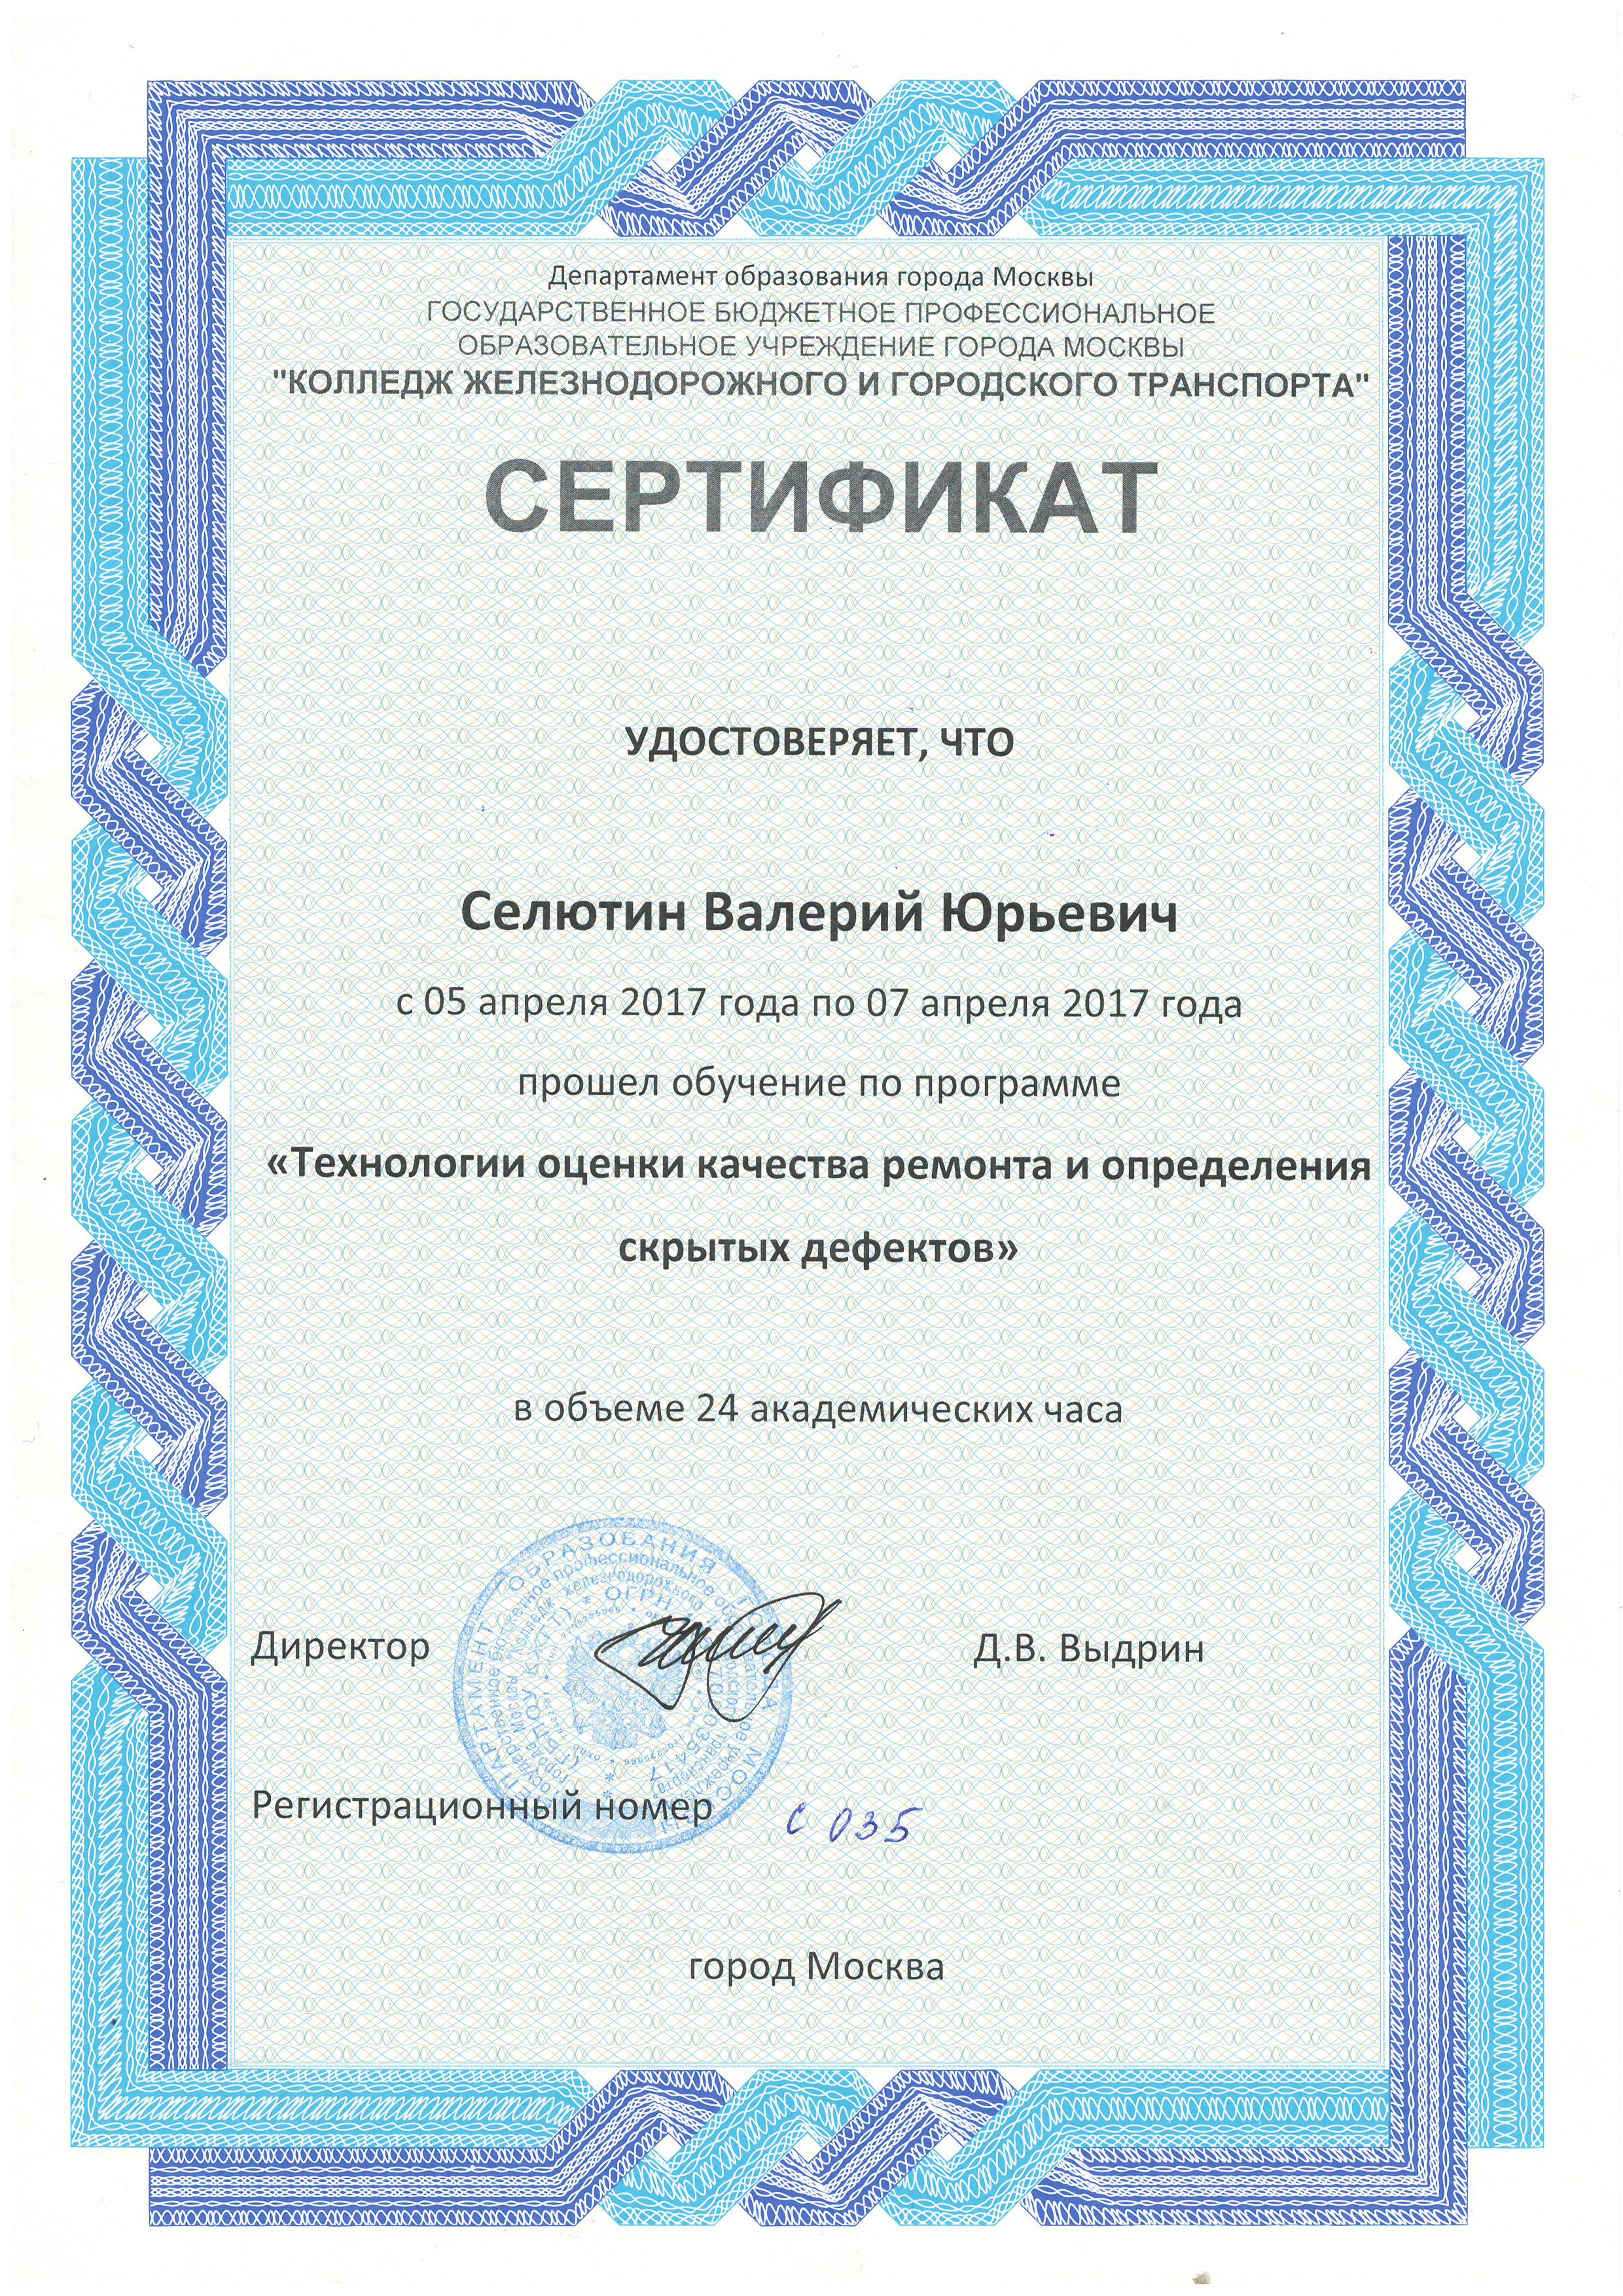 Департамент образования города Москвы
ГОСУДАРСТВЕННОЕ БЮДЖЕТНОЕ ПРОФЕССИОНАЛЬНОЕ
ОБРАЗОВАТЕЛЬНОЕ УЧРЕЖДЕНИЕ ГОРОДА МОСКВЫ
"КОЛЛЕДЖ ЖЕЛЕЗНОДОРОЖНОГО И ГОРОДСКОГО ТРАНСПОРТА"
СЕРТИФИКАТ
УДОСТОВЕРЯЕТ, ЧТО
Селютин Валерий Юрьевич
с 05 апреля 2017 года по 07 апреля 2017 года
прошел обучение по программе
«Технологии оценки качества ремонта и определения
скрытых дефектов»
в объеме 24 академических часа
Директор Д.В. Выдрин
Регистрационный номер С 035
город Москва